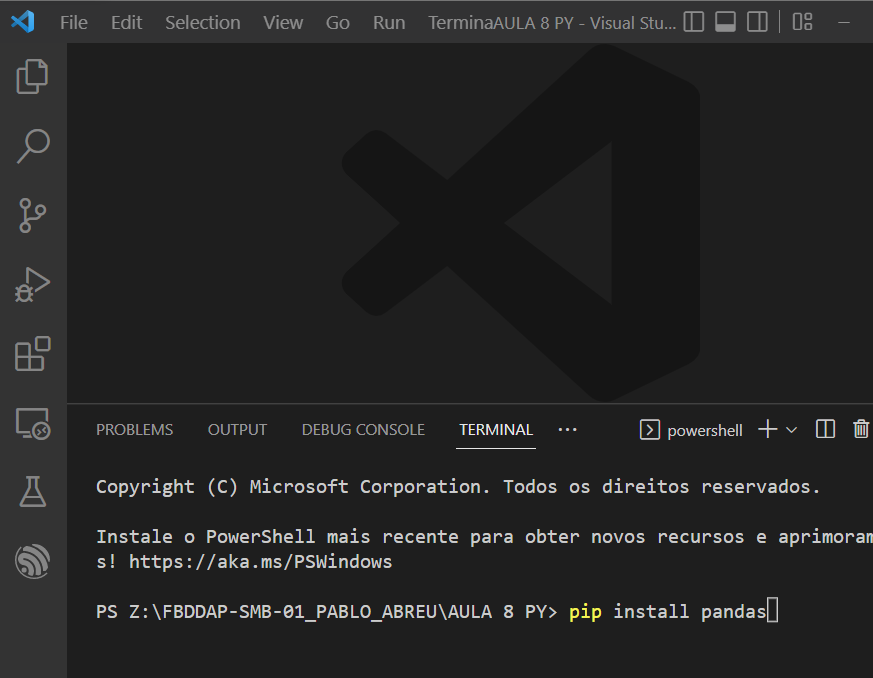 File Edit Selection View Go Run Termina AULA 8 PY - Visual Stu...
PROBLEMS OUTPUT DEBUG CONSOLE TERMINAL ... powershell
Copyright (C) Microsoft Corporation. Todos os direitos reservados.
Instale o PowerShell mais recente para obter novos recursos e aprimoram
s! https://aka.ms/PSWindows
PS Z:\FBDDAP-SMB-01_PABLO_ABREU\AULA 8 PY> pip install pandas